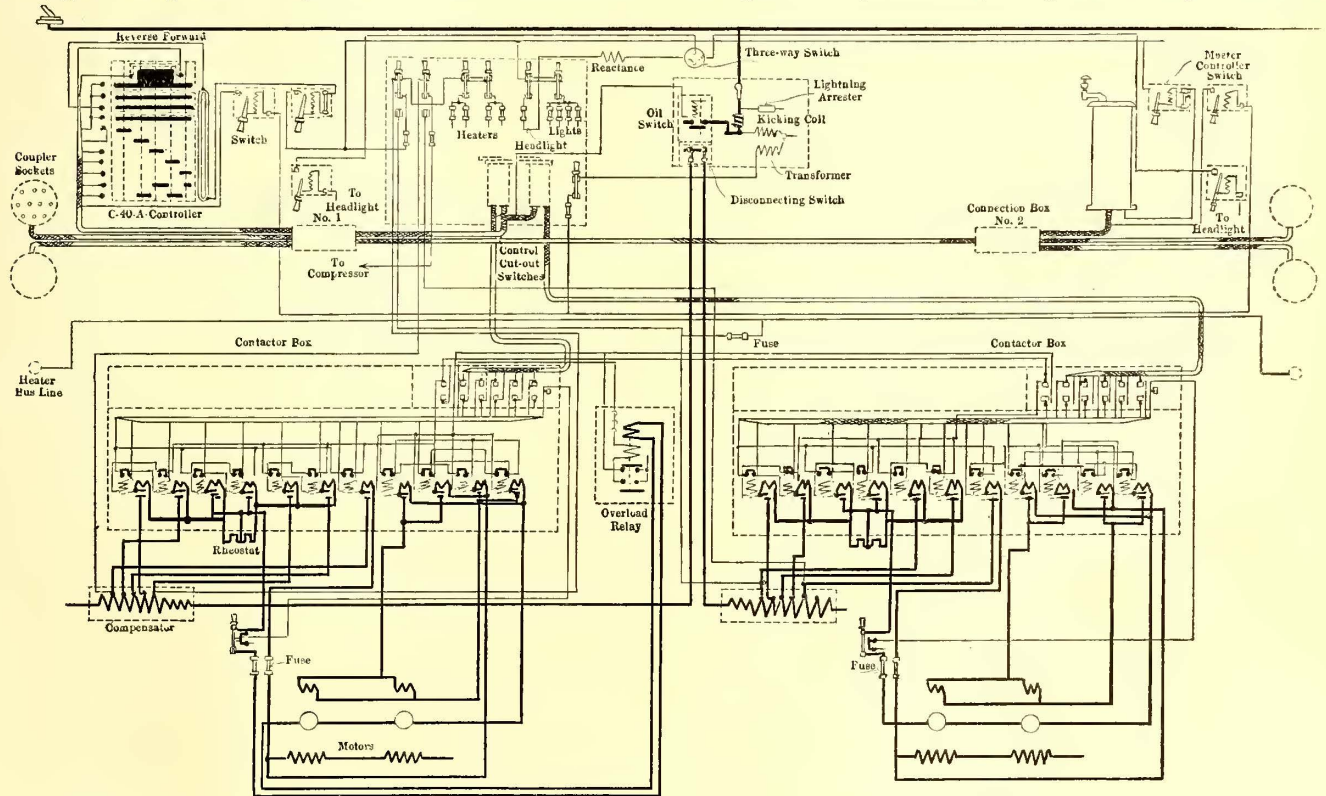 Reverse Forward
Three-way Switch
Reactance
Master
Controller
Switch
Lightning
Arrester
Oil
Switch
Kicking Coil
Switch
Heaters
Lights
Headlight
Coupler
Sockets
Transformer
To
Headlight
Disconnecting Switch
C-40-A-Controller
No. 1
Connection Box
No. 2
To
Headlight
Control
Cut-out
Switches
To
Compressor
Fuse
Contactor Box
Contactor Box
Heater
Bus Line
Overload
Relay
Rheostat
Compensator
Fuse
Fuse
Motors